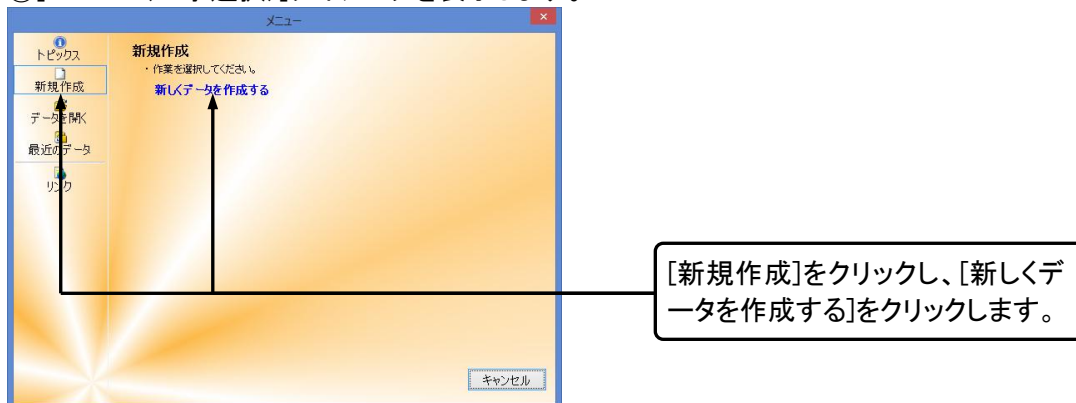 メニュー
トピックス
新規作成
データを開く
最近のデータ
リンク
新規作成
・作業を選択してください。
新しくデータを作成する
キャンセル
[新規作成]をクリックし、[新しくデ
ータを作成する]をクリックします。